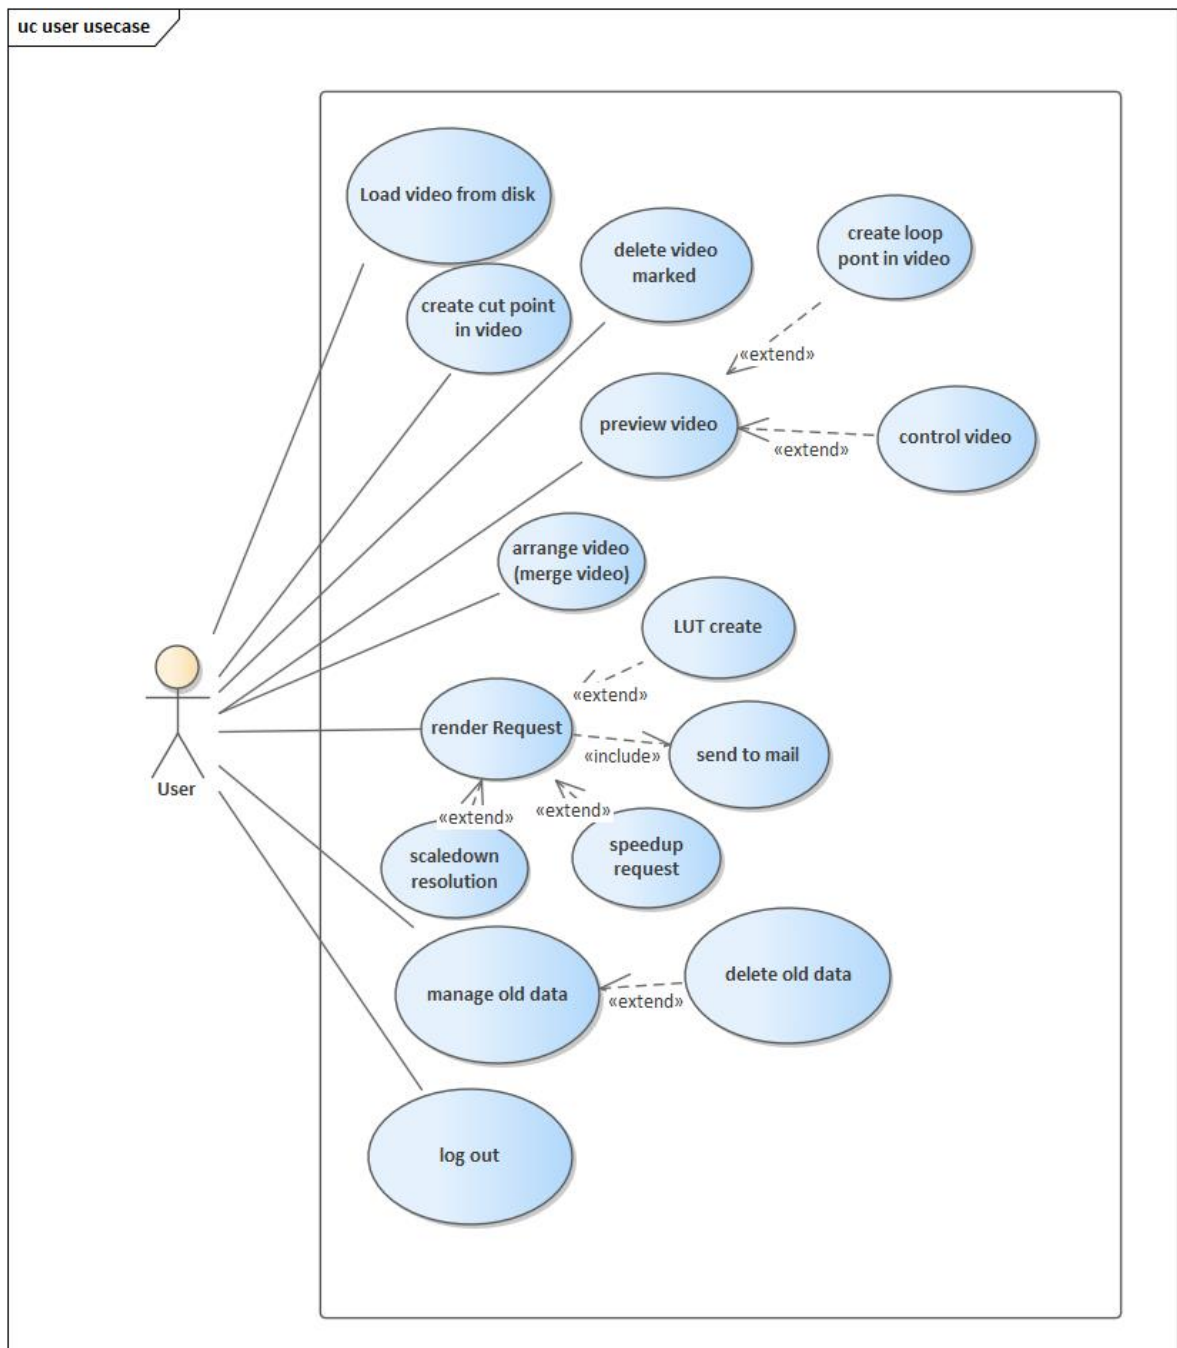 uc user usecase
Load video from disk
delete video
marked
create loop
pont in video
create cut point
in video
«extend»
preview video
control video
«extend»
arrange video
(merge video)
LUT create
«extend»
render Request
send to mail
«include»
User
«extend»
«extend»
scaledown
resolution
speedup
request
manage old data
delete old data
«extend»
log out